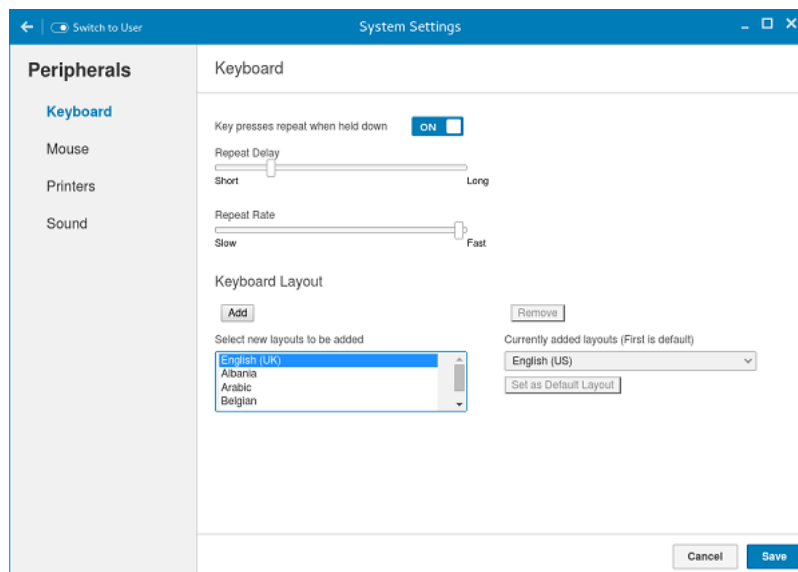 Switch to User
System Settings
Peripherals
Keyboard
Mouse
Printers
Sound
Keyboard
Key presses repeat when held down
ON
Repeat Delay
Short
Long
Repeat Rate
Slow
Fast
Keyboard Layout
Add
Select new layouts to be added
English (UK)
Albania
Arabic
Belgian
Remove
Currently added layouts (First is default)
English (US)
Set as Default Layout
Cancel
Save